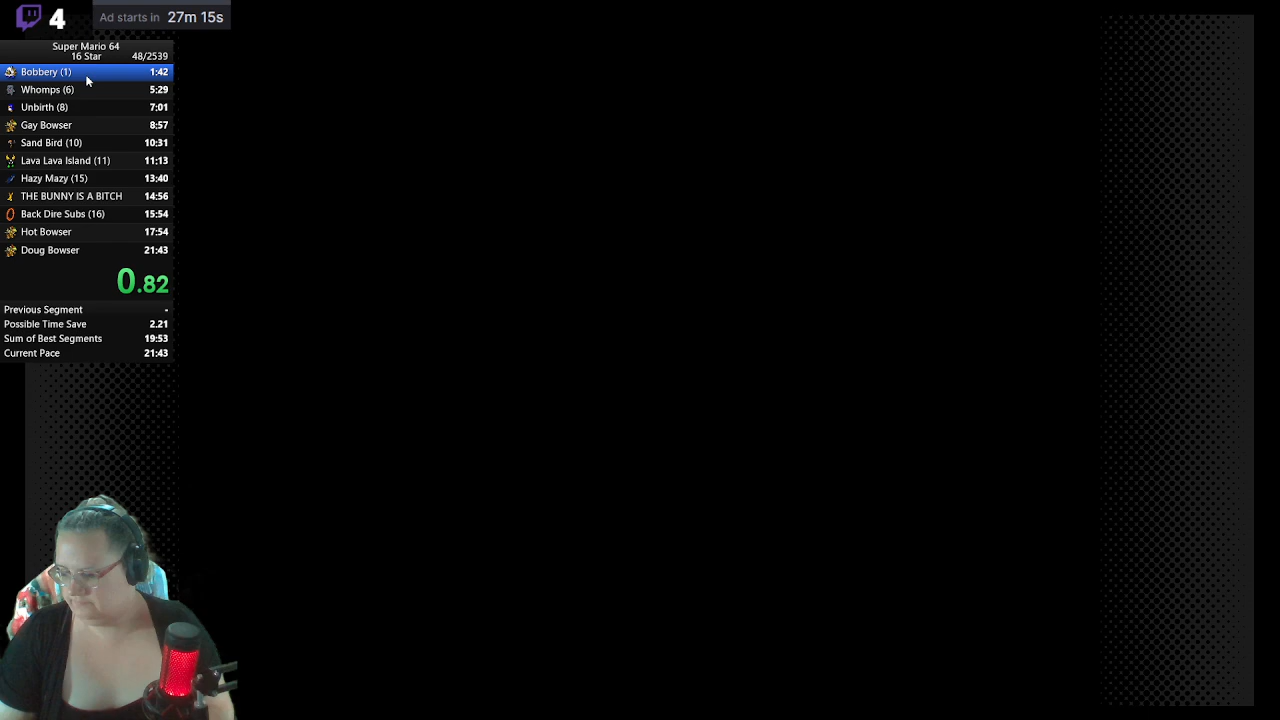 4
Ad starts in 27m 15s
Super Mario 64
16 Star 48/2539
Bobbery (1) 1:42
Whomps (6) 5:29
Unbirth (8) 7:01
Gay Bowser 8:57
Sand Bird (10) 10:31
Lava Lava Island (11) 11:13
Hazy Mazy (15) 13:40
THE BUNNY IS A BITCH 14:56
Back Dire Subs (16) 15:54
Hot Bowser 17:54
Doug Bowser 21:43
0.82
Previous Segment -
Possible Time Save 2.21
Sum of Best Segments 19:53
Current Pace 21:43